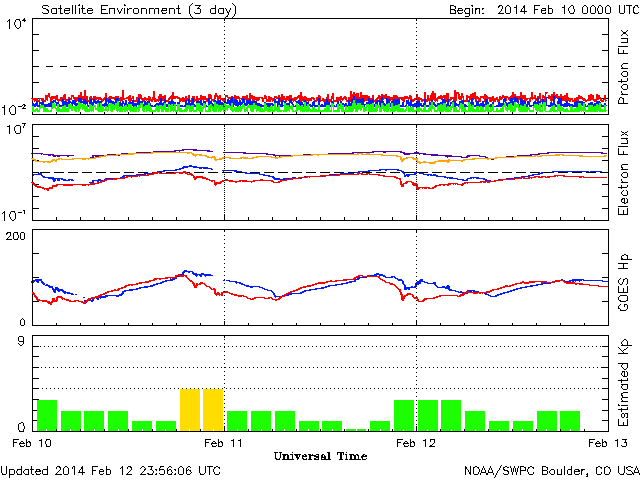 Satellite Environment (3 day) Begin: 2014 Feb 10 0000 UTC
10^4
10^-2
Proton Flux
10^7
10^-1
Electron Flux
200
0
GOES Hp
9
0
Estimated Kp
Feb 10 Feb 11 Feb 12 Feb 13
Universal Time
Updated 2014 Feb 12 23:56:06 UTC NOAA/SWPC Boulder, CO USA